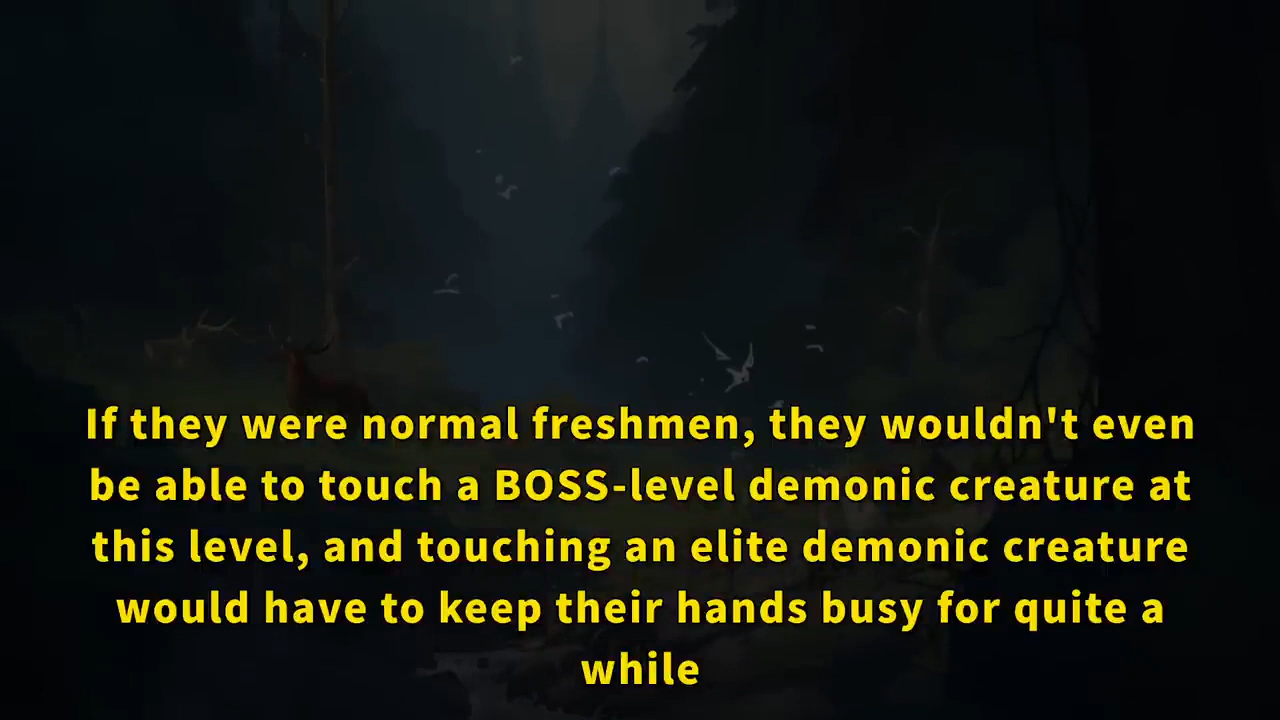 If they were normal freshmen, they wouldn't even
be able to touch a BOSS-level demonic creature at
this level, and touching an elite demonic creature
would have to keep their hands busy for quite a
while